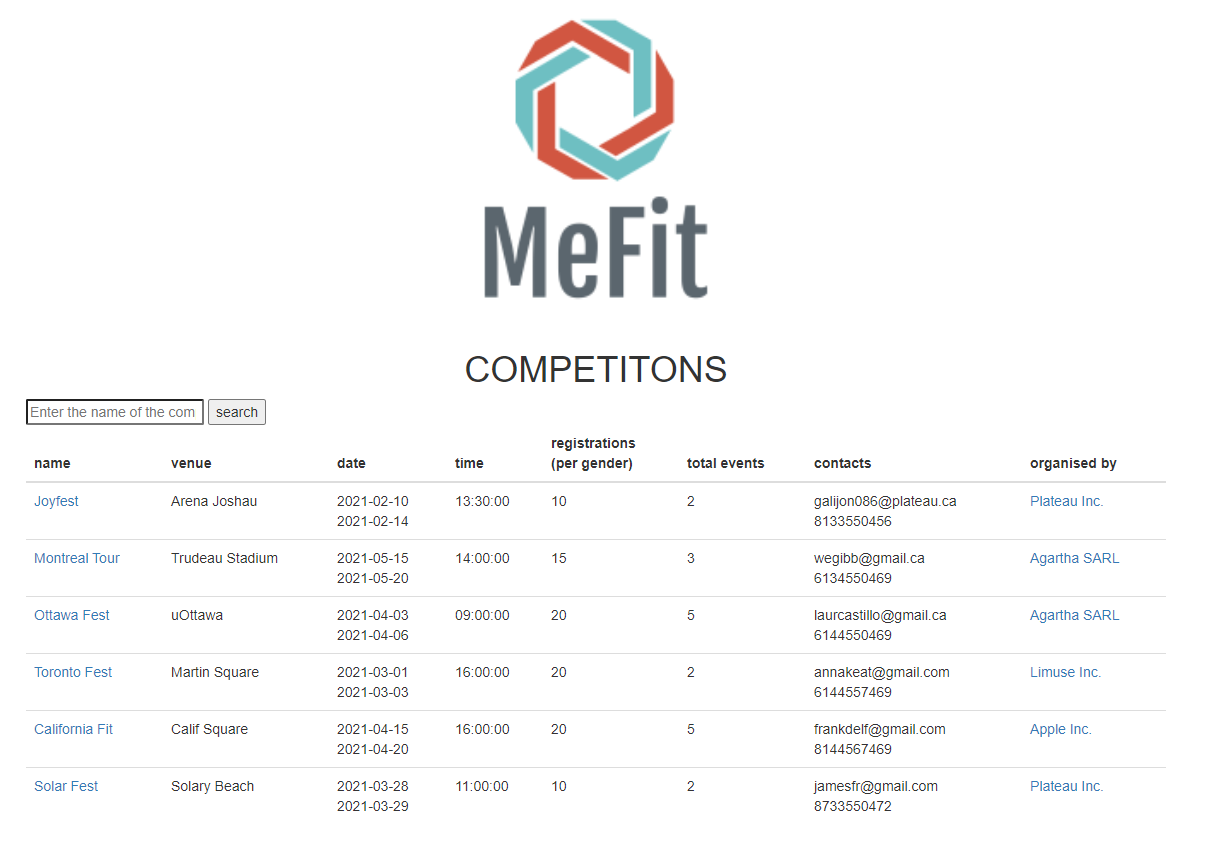 MeFit
COMPETITONS
Enter the name of the com search
registrations
name venue date time (per gender) total events contacts organised by
Joyfest Arena Joshau 2021-02-10 13:30:00 10 2 galijon086@plateau.ca Plateau Inc.
2021-02-14 8133550456
Montreal Tour Trudeau Stadium 2021-05-15 14:00:00 15 3 wegibb@gmail.ca Agartha SARL
2021-05-20 6134550469
Ottawa Fest uOttawa 2021-04-03 09:00:00 20 5 laurcastillo@gmail.ca Agartha SARL
2021-04-06 6144550469
Toronto Fest Martin Square 2021-03-01 16:00:00 20 2 annakeat@gmail.com Limuse Inc.
2021-03-03 6144557469
California Fit Calif Square 2021-04-15 16:00:00 20 5 frankdelf@gmail.com Apple Inc.
2021-04-20 8144567469
Solar Fest Solary Beach 2021-03-28 11:00:00 10 2 jamesfr@gmail.com Plateau Inc.
2021-03-29 8733550472